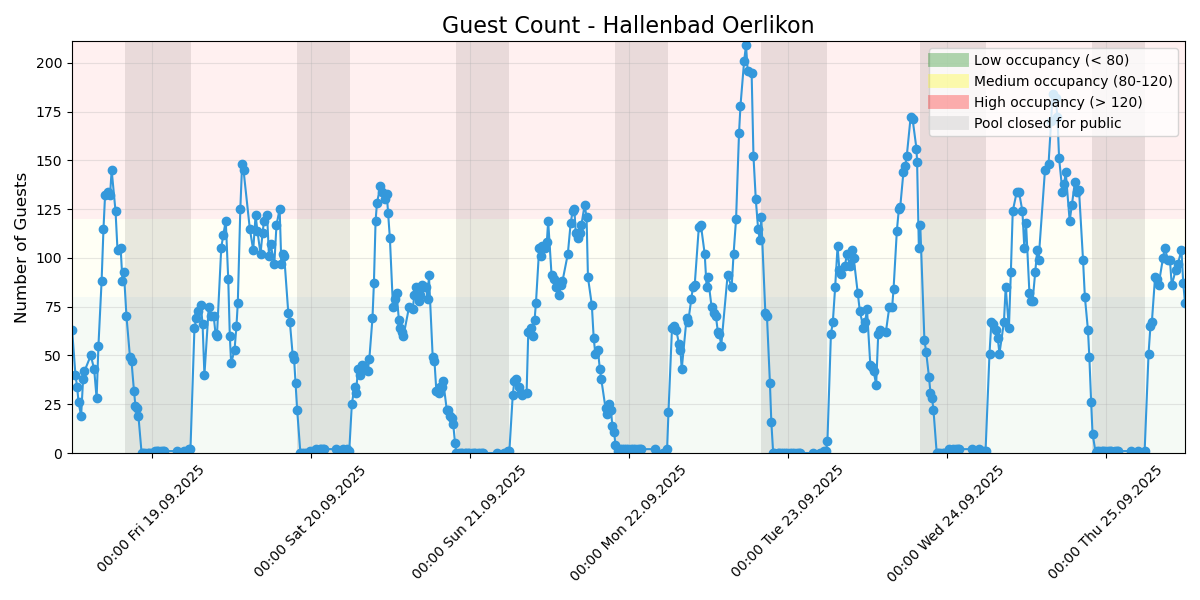 Guest Count - Hallenbad Oerlikon
Number of Guests
200
175
150
125
100
75
50
25
0
Low occupancy (< 80)
Medium occupancy (80-120)
High occupancy (> 120)
Pool closed for public
00:00 Fri 19.09.2025
00:00 Sat 20.09.2025
00:00 Sun 21.09.2025
00:00 Mon 22.09.2025
00:00 Tue 23.09.2025
00:00 Wed 24.09.2025
00:00 Thu 25.09.2025